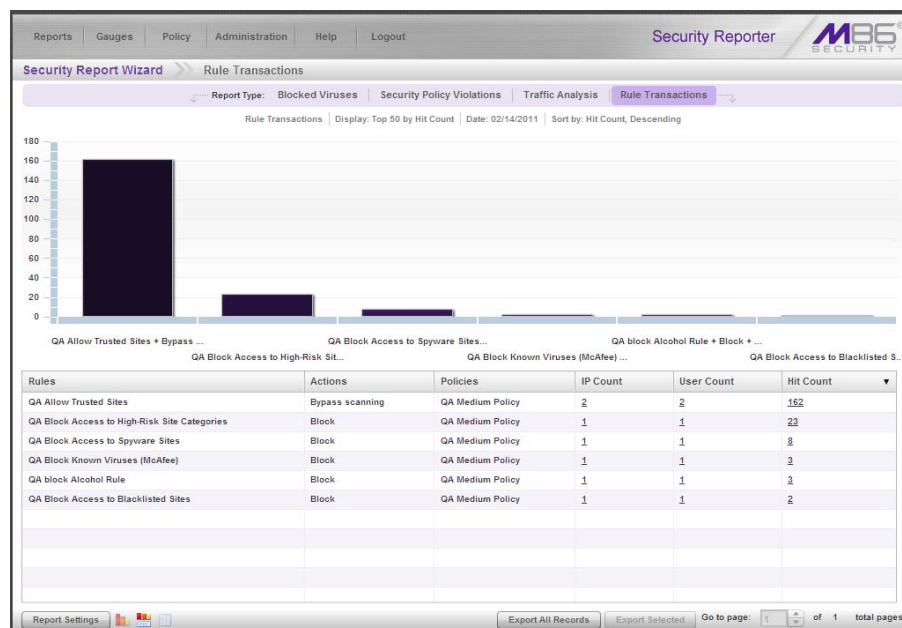 Reports Gauges Policy Administration Help Logout Security Reporter M86® SECURITY
Security Report Wizard Rule Transactions
Report Type: Blocked Viruses Security Policy Violations Traffic Analysis Rule Transactions
Rule Transactions Display: Top 50 by Hit Count Date: 02/14/2011 Sort by: Hit Count, Descending
180
160
140
120
100
80
60
40
20
0
QA Allow Trusted Sites + Bypass ... QA Block Access to Spyware Sites... QA block Alcohol Rule + Block + ...
QA Block Access to High-Risk Sit... QA Block Known Viruses (McAfee) ... QA Block Access to Blacklisted S..
Rules Actions Policies IP Count User Count Hit Count
QA Allow Trusted Sites Bypass scanning QA Medium Policy 2 2 162
QA Block Access to High-Risk Site Categories Block QA Medium Policy 1 1 23
QA Block Access to Spyware Sites Block QA Medium Policy 1 1 8
QA Block Known Viruses (McAfee) Block QA Medium Policy 1 1 3
QA block Alcohol Rule Block QA Medium Policy 1 1 3
QA Block Access to Blacklisted Sites Block QA Medium Policy 1 1 2
Report Settings Export All Records Export Selected Go to page: 1 of 1 total pages